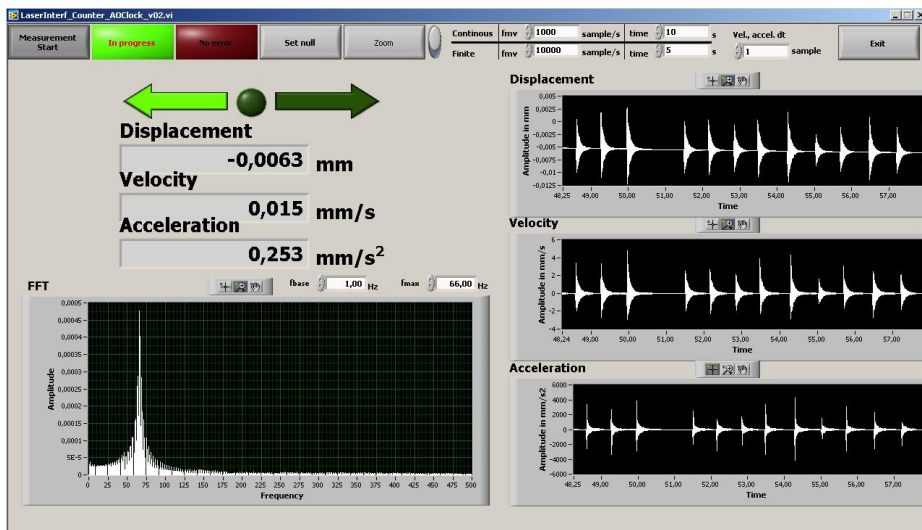 LaserInterf_Counter_AOClock_v02.vi
Measurement Start
In progress
No error
Set null
Zoom
Continous fmv 1000 sample/s time 10 s
Finite fmv 10000 sample/s time 5 s
Vel., accel. dt
1 sample
Exit
Displacement
-0,0063 mm
Velocity
0,015 mm/s
Acceleration
0,253 mm/s²
FFT
fbase 1,00 Hz fmax 66,00 Hz
Amplitude
0,0005
0,00045
0,0004
0,00035
0,0003
0,00025
0,0002
0,00015
0,0001
5E-5
0
0 25 50 75 100 125 150 175 200 225 250 275 300 325 350 375 400 425 450 475 500
Frequency
Displacement
Amplitude in mm
0,005
0,0025
0
-0,0025
-0,005
-0,0075
-0,01
-0,0125
48,25 49,00 50,00 51,00 52,00 53,00 54,00 55,00 56,00 57,00
Time
Velocity
Amplitude in mm/s
6
4
2
0
-2
-4
48,24 49,00 50,00 51,00 52,00 53,00 54,00 55,00 56,00 57,00
Time
Acceleration
Amplitude in mm/s2
6000
4000
2000
0
-2000
-4000
-6000
48,25 49,00 50,00 51,00 52,00 53,00 54,00 55,00 56,00 57,00
Time